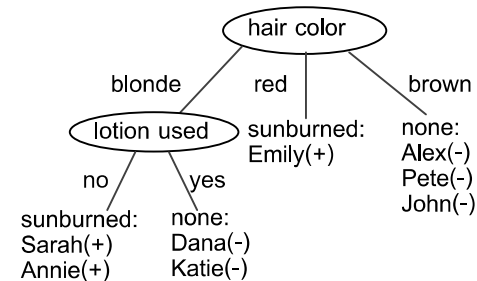 hair color
blonde
red
brown
lotion used
sunburned:
Emily(+)
none:
Alex(-)
Pete(-)
John(-)
no
yes
sunburned:
Sarah(+)
Annie(+)
none:
Dana(-)
Katie(-)